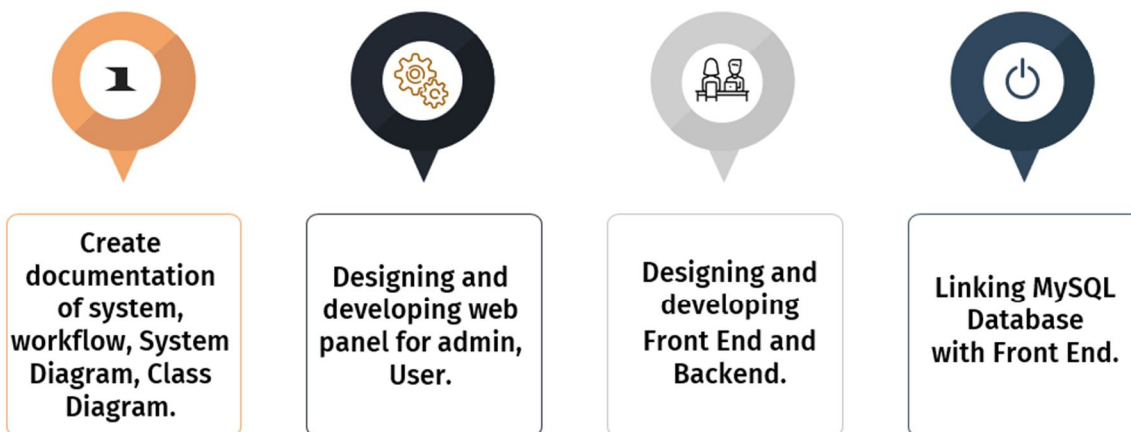 1
Create
documentation
of system,
workflow, System
Diagram, Class
Diagram.
Designing and
developing web
panel for admin,
User.
Designing and
developing
Front End and
Backend.
Linking MySQL
Database
with Front End.